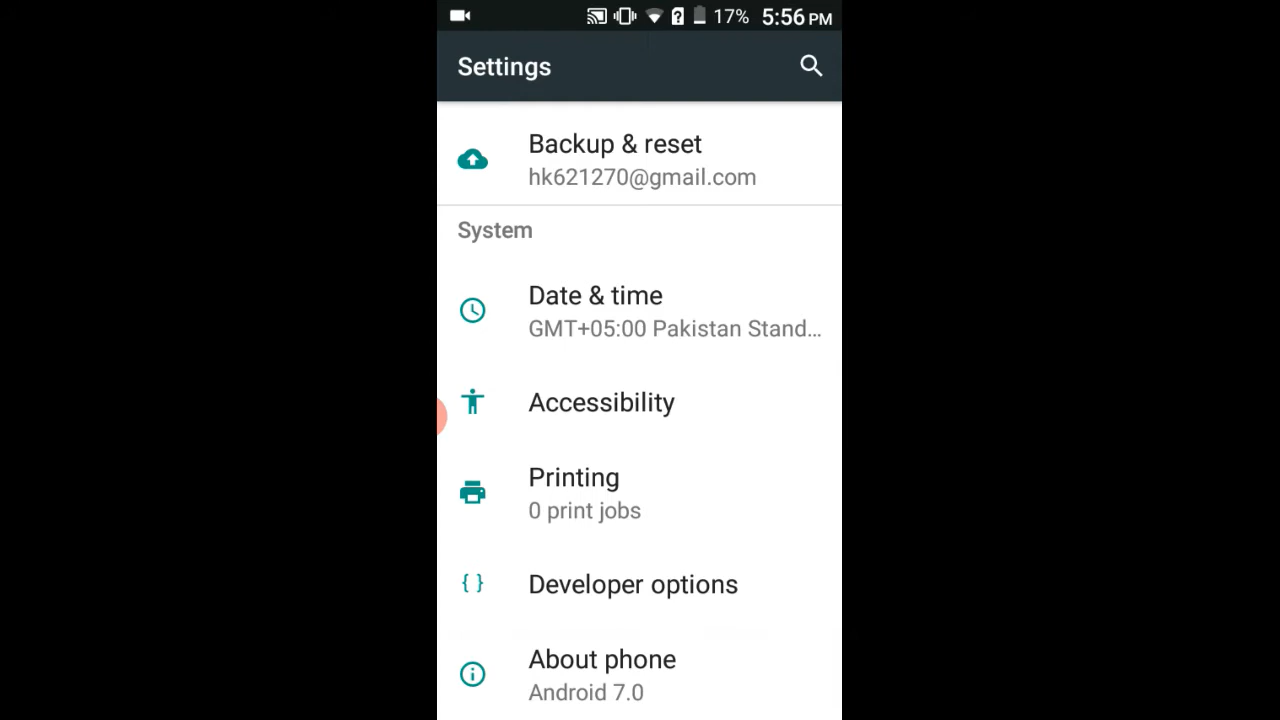 17% 5:56 PM
Settings
Backup & reset
hk621270@gmail.com
System
Date & time
GMT+05:00 Pakistan Stand...
Accessibility
Printing
0 print jobs
{ } Developer options
About phone
Android 7.0